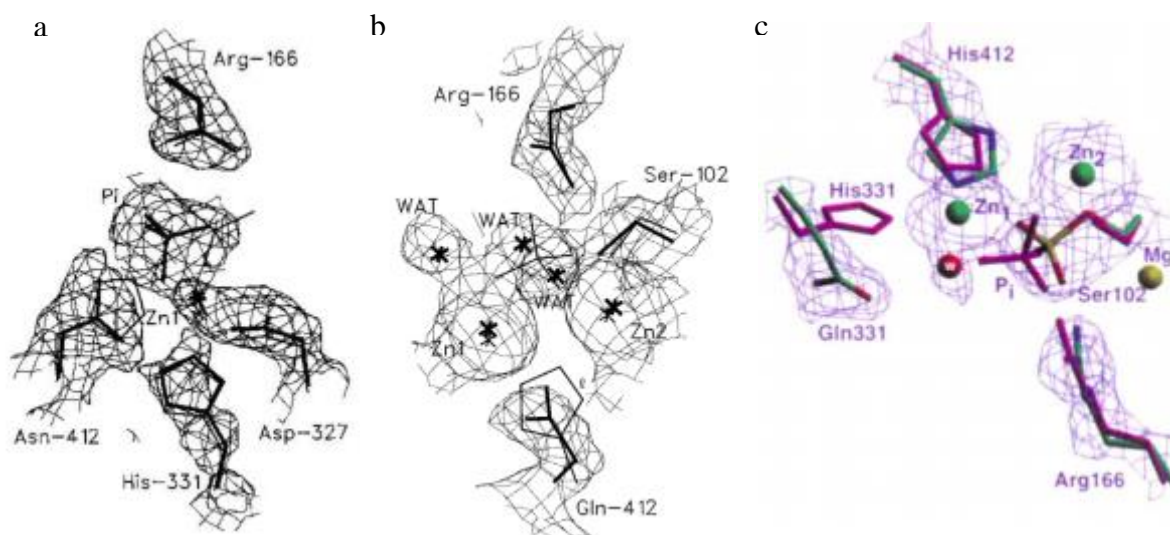 a
Arg-166
Pi
Zn1
Asn-412
Asp-327
His-331
b
Arg-166
Ser-102
WAT
WAT
WAT
Zn1
Zn2
Gln-412
c
His412
Zn2
His331
Zn1
Mg
Pi
Ser102
Gln331
Arg166